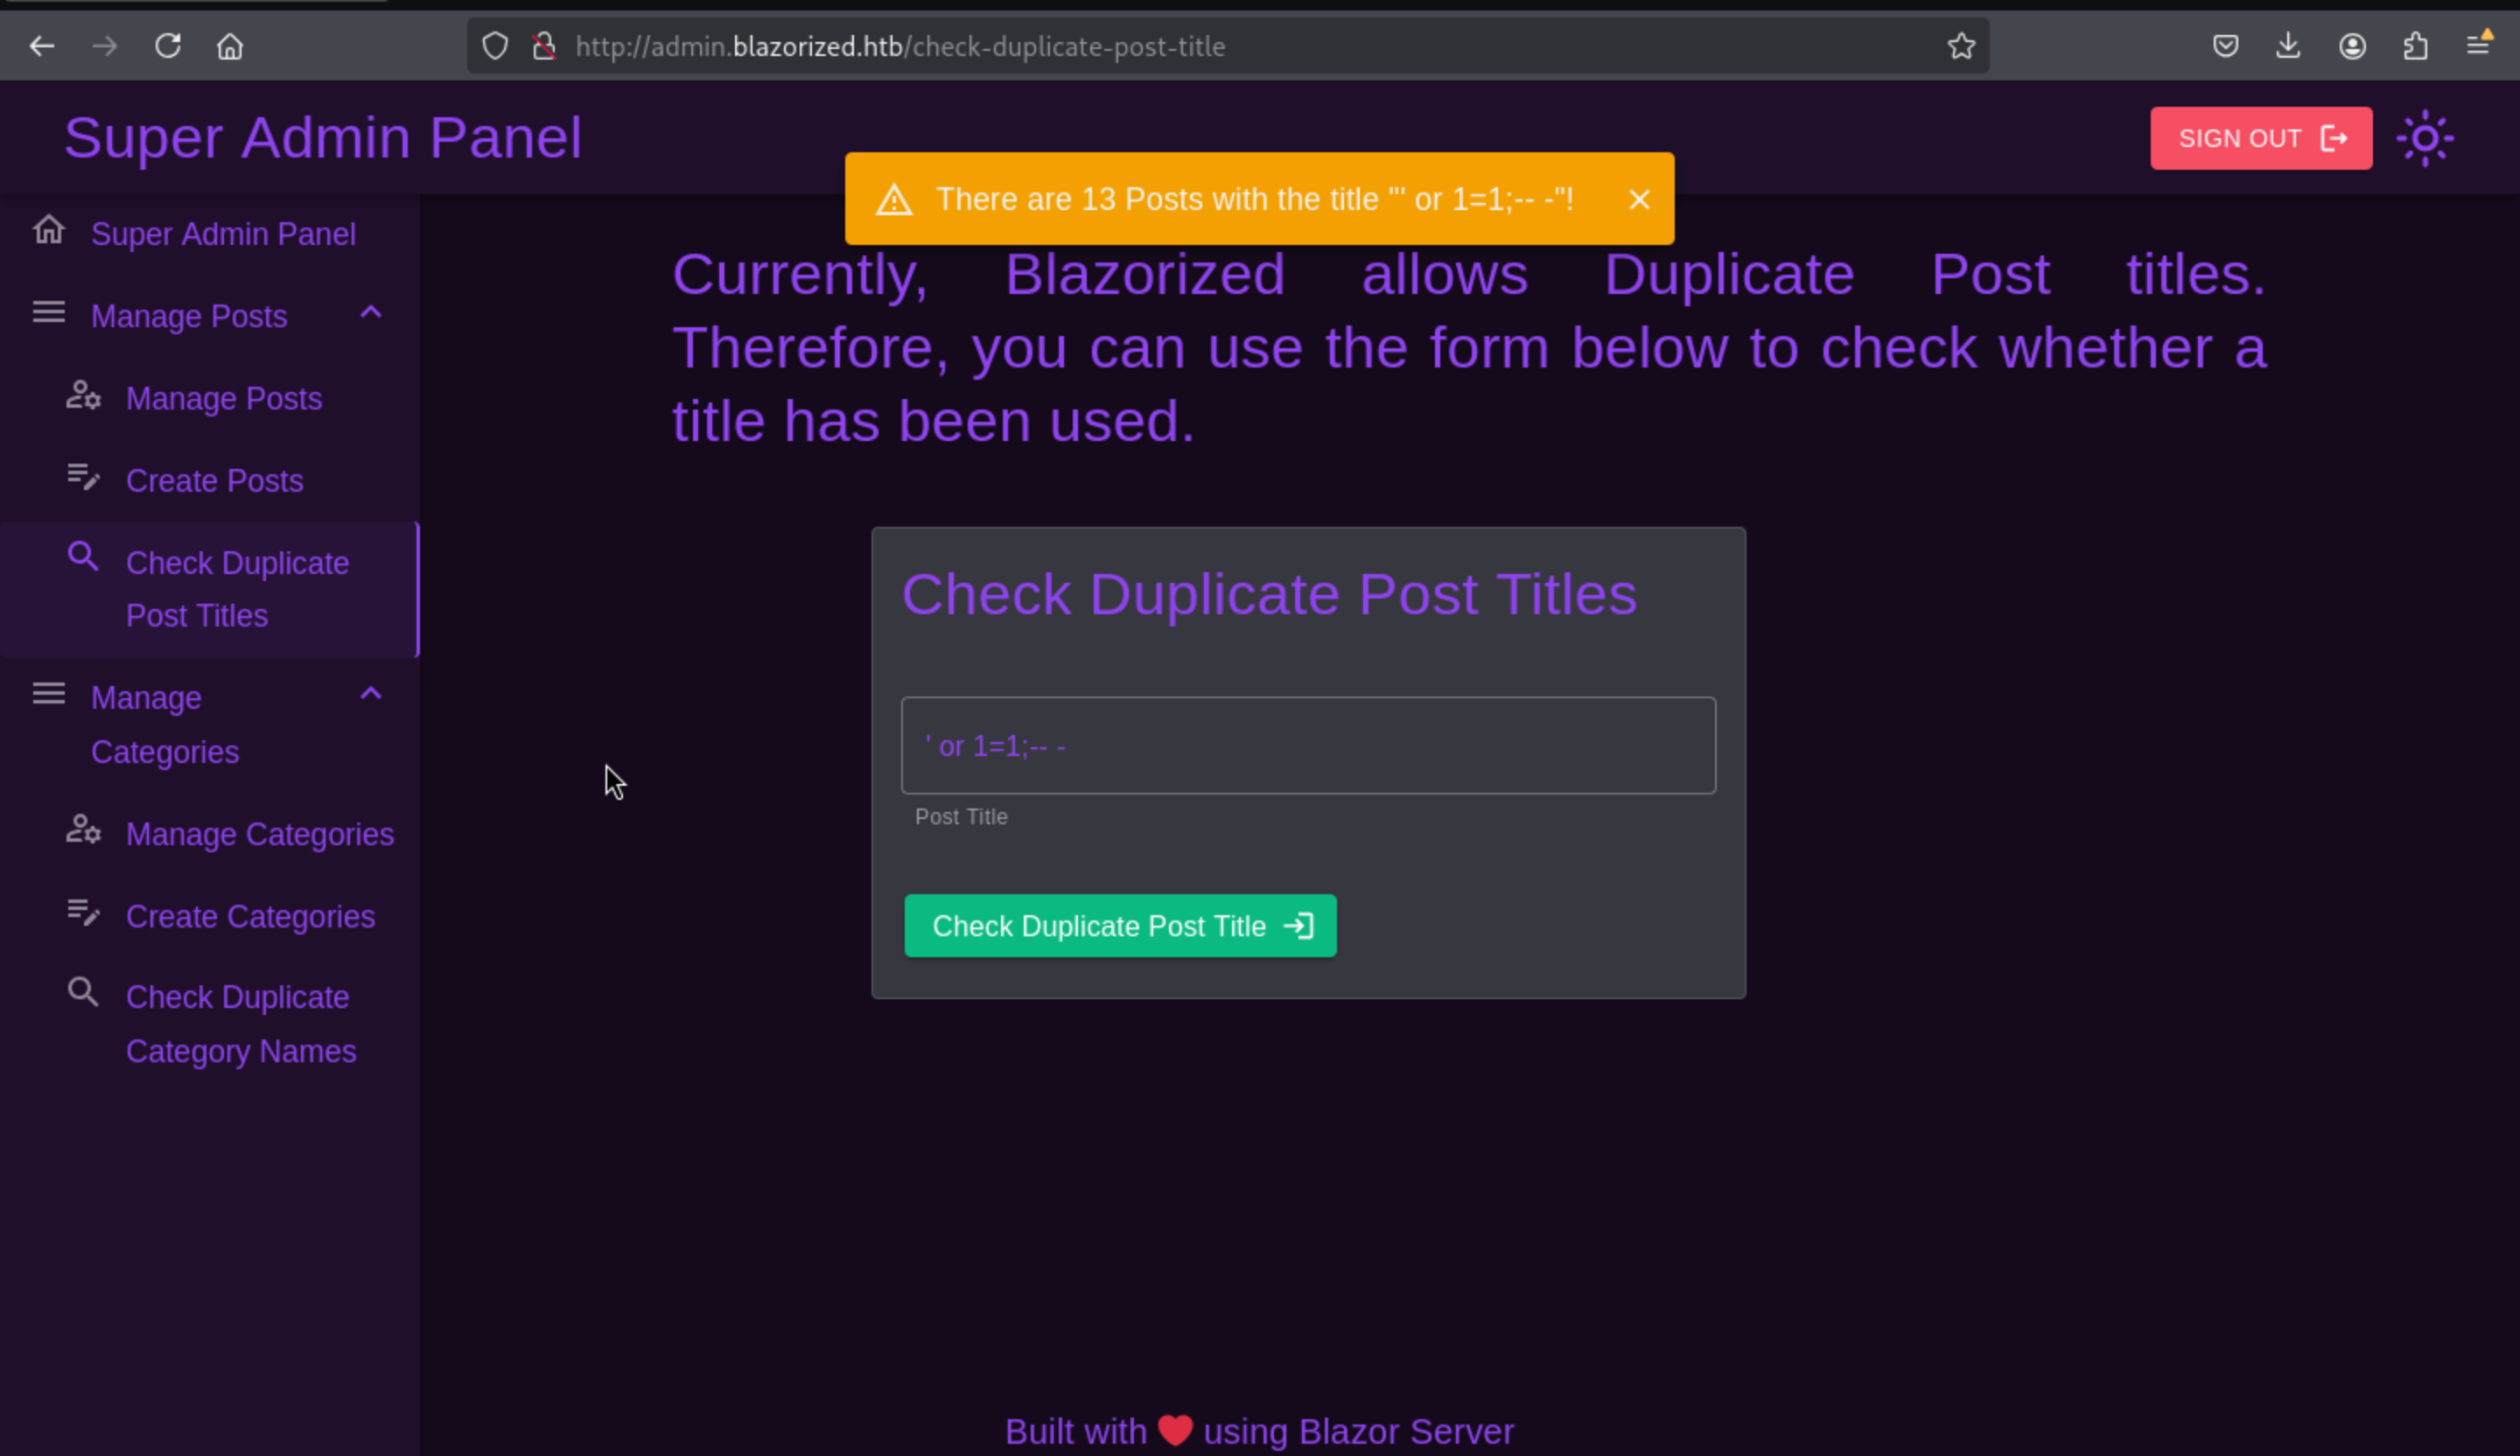 http://admin.blazorized.htb/check-duplicate-post-title
Super Admin Panel
SIGN OUT
There are 13 Posts with the title "' or 1=1;-- -"!
Super Admin Panel
Manage Posts
Manage Posts
Create Posts
Check Duplicate
Post Titles
Manage
Categories
Manage Categories
Create Categories
Check Duplicate
Category Names
Currently, Blazorized allows Duplicate Post titles.
Therefore, you can use the form below to check whether a
title has been used.
Check Duplicate Post Titles
' or 1=1;-- -
Post Title
Check Duplicate Post Title
Built with ❤ using Blazor Server